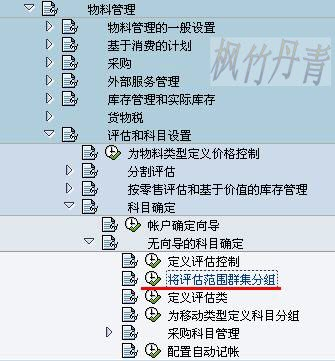 物料管理
物料管理的一般设置
基于消费的计划
采购
外部服务管理
库存管理和实际库存
货物税
评估和科目设置
为物料类型定义价格控制
分割评估
按零售评估和基于价值的库存管理
科目确定
帐户确定向导
无向导的科目确定
定义评估控制
将评估范围群集分组
定义评估类
为移动类型定义科目分组
采购科目管理
配置自动记帐
枫竹丹青